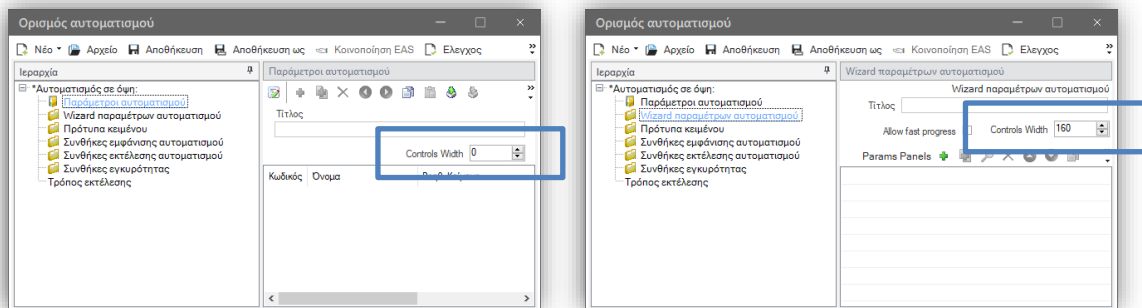 Ορισμός αυτοματισμού
Νέο Αρχείο Αποθήκευση Αποθήκευση ως Κοινοποίηση EAS Ελεγχος
Ιεραρχία
*Αυτοματισμός σε όψη:
Παράμετροι αυτοματισμού
Wizard παραμέτρων αυτοματισμού
Πρότυπα κειμένου
Συνθήκες εμφάνισης αυτοματισμού
Συνθήκες εκτέλεσης αυτοματισμού
Συνθήκες εγκυρότητας
Τρόπος εκτέλεσης
Παράμετροι αυτοματισμού
Τίτλος
Controls Width 0
Κωδικός Όνομα
Ορισμός αυτοματισμού
Νέο Αρχείο Αποθήκευση Αποθήκευση ως Κοινοποίηση EAS Ελεγχος
Ιεραρχία
*Αυτοματισμός σε όψη:
Παράμετροι αυτοματισμού
Wizard παραμέτρων αυτοματισμού
Πρότυπα κειμένου
Συνθήκες εμφάνισης αυτοματισμού
Συνθήκες εκτέλεσης αυτοματισμού
Συνθήκες εγκυρότητας
Τρόπος εκτέλεσης
Wizard παραμέτρων αυτοματισμού
Wizard παραμέτρων αυτοματισμού
Τίτλος
Allow fast progress Controls Width 160
Params Panels